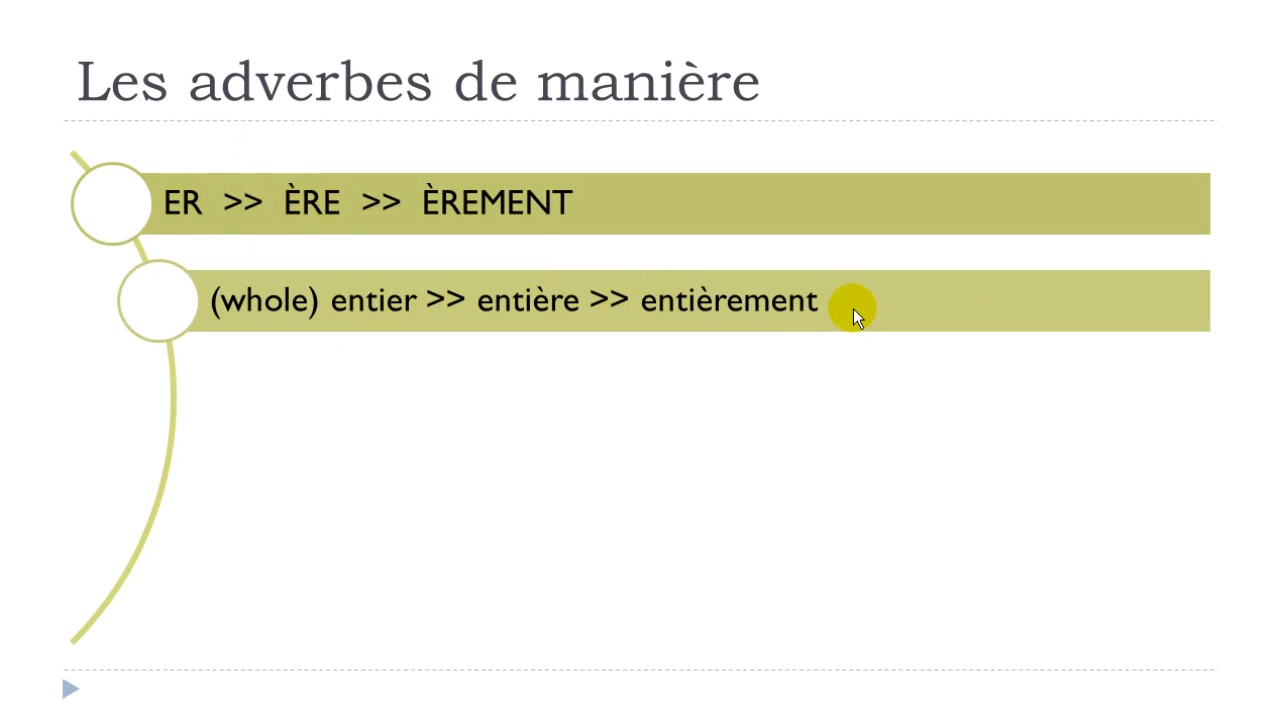 Les adverbes de manière
ER >> ÈRE >> ÈREMENT
(whole) entier >> entière >> entièrement